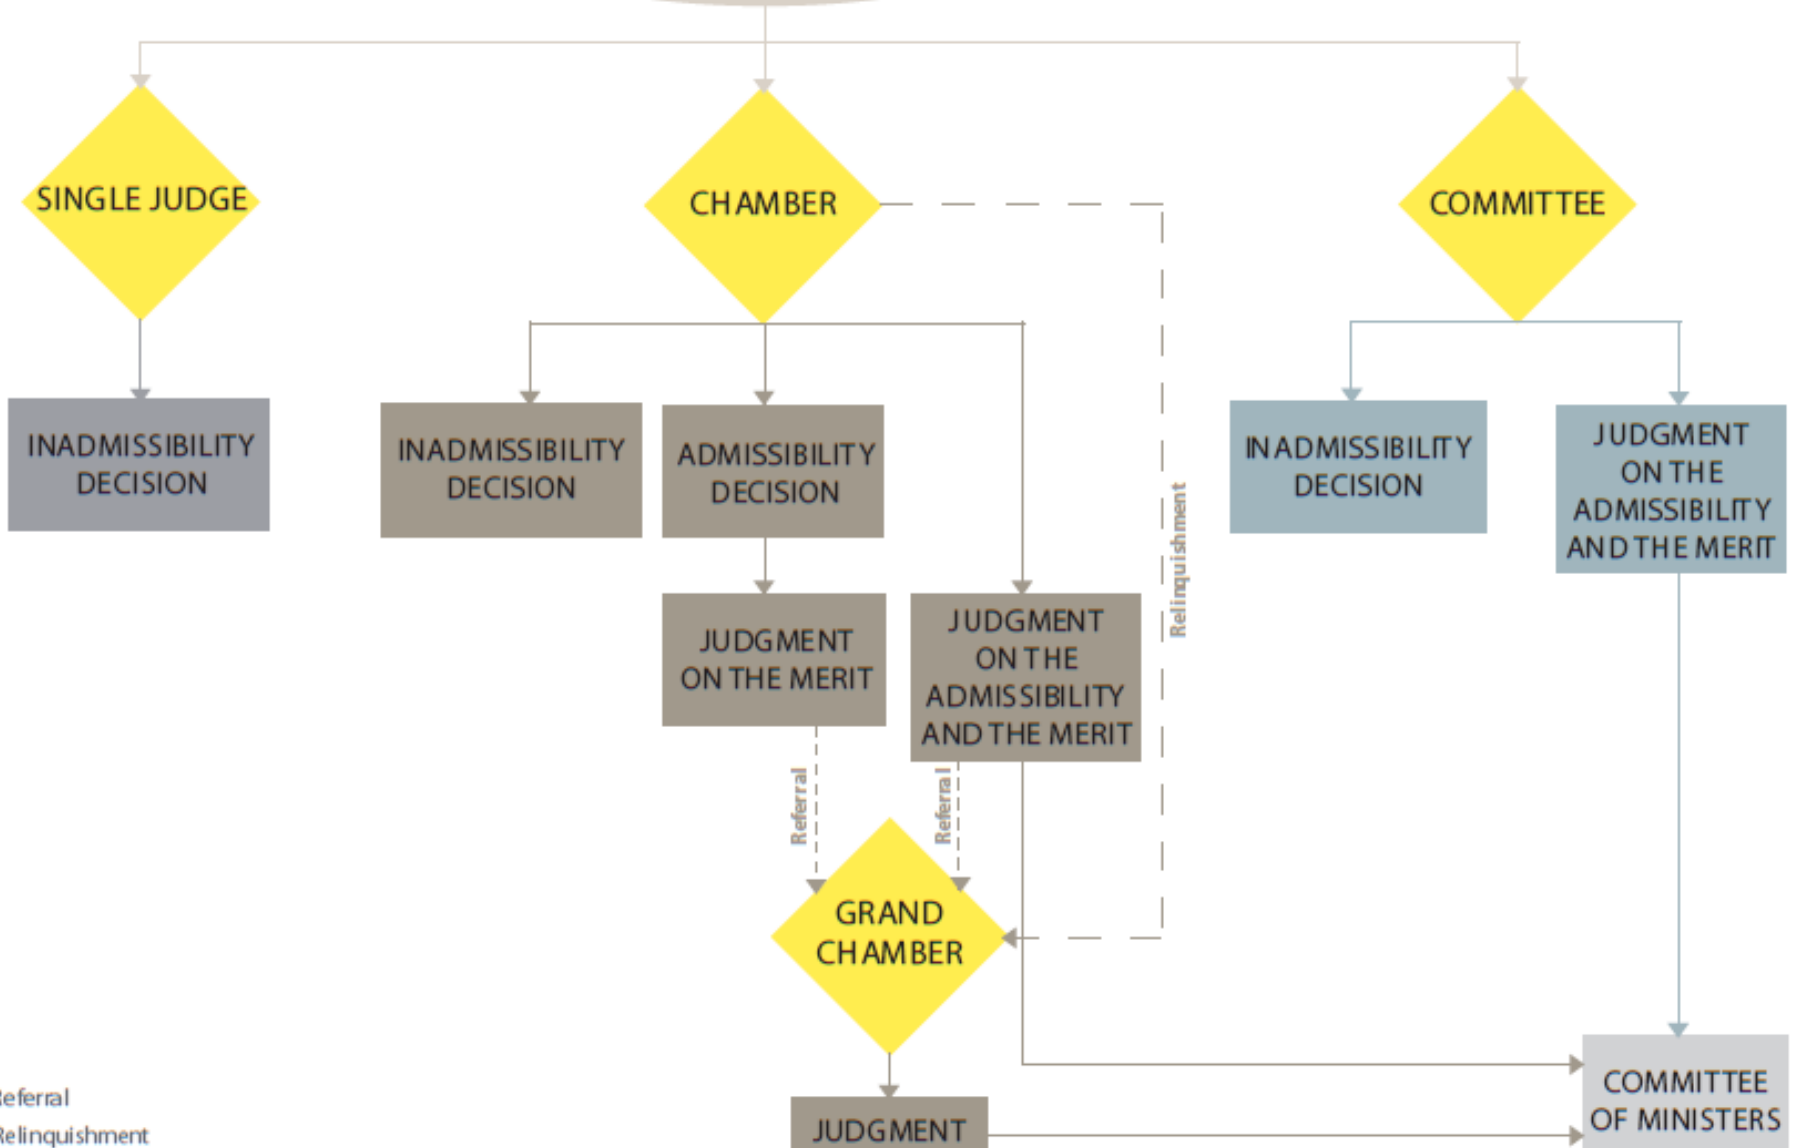 SINGLE JUDGE
CHAMBER
COMMITTEE
INADMISSIBILITY
DECISION
INADMISSIBILITY
DECISION
ADMISSIBILITY
DECISION
INADMISSIBILITY
DECISION
JUDGMENT
ON THE
ADMISSIBILITY
AND THE MERIT
JUDGMENT
ON THE MERIT
JUDGMENT
ON THE
ADMISSIBILITY
AND THE MERIT
Relinquishment
Referral
Referral
GRAND
CHAMBER
COMMITTEE
OF MINISTERS
JUDGMENT
Referral
Relinquishment